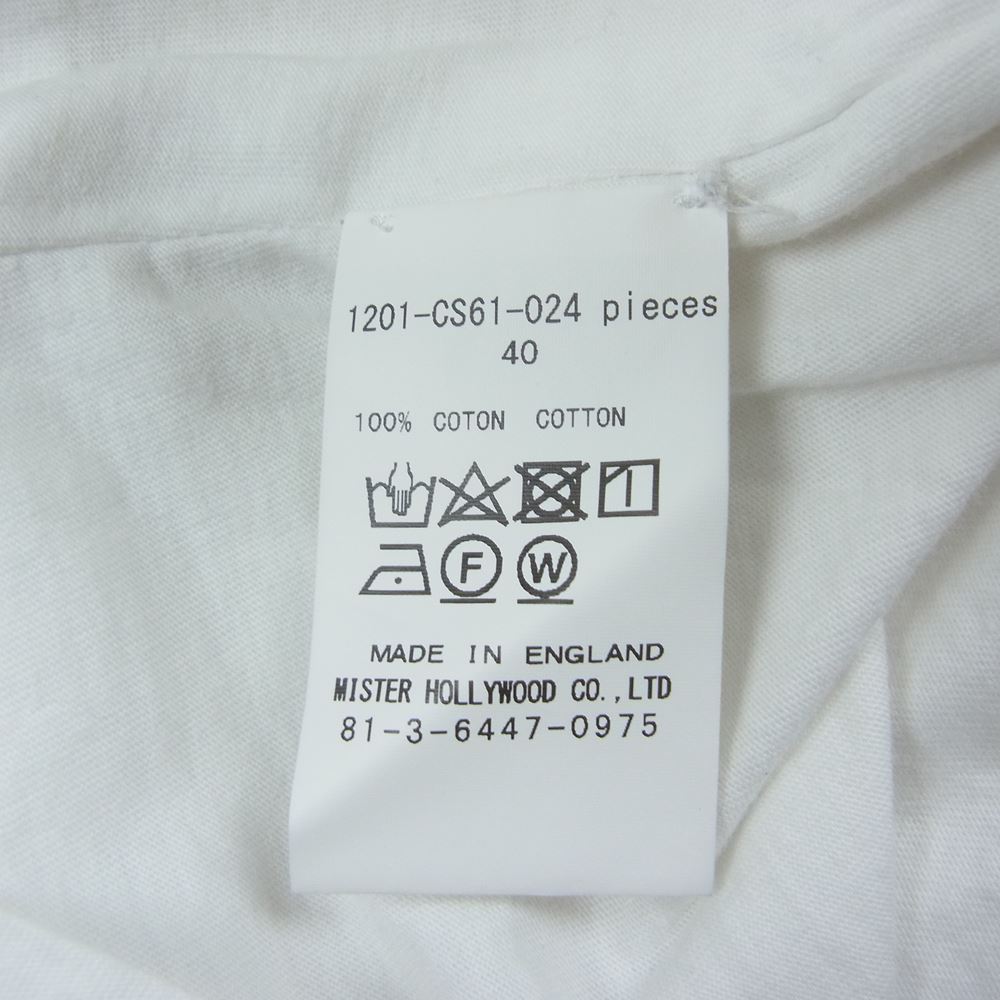 1201-CS61-024 pieces
40
100% COTON COTTON
F W
MADE IN ENGLAND
MISTER HOLLYWOOD CO.,LTD
81-3-6447-0975